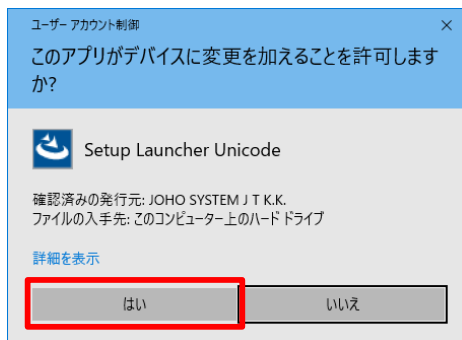 ユーザー アカウント制御
このアプリがデバイスに変更を加えることを許可します
か?
Setup Launcher Unicode
確認済みの発行元: JOHO SYSTEM J T K.K.
ファイルの入手先: このコンピューター上のハード ドライブ
詳細を表示
はい
いいえ